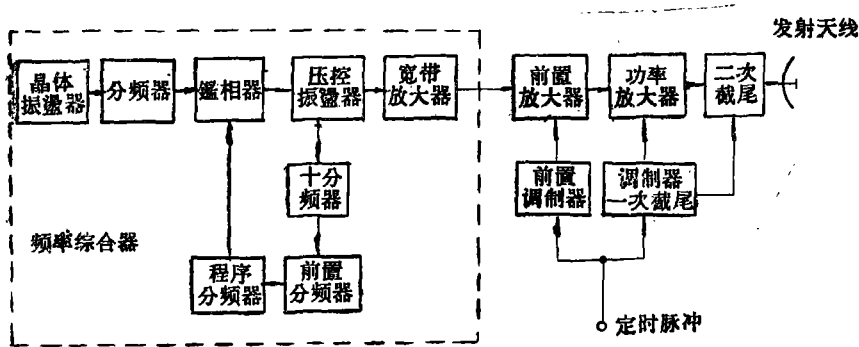 发射天线
晶体
振盪器
分频器
鑑相器
压控
振盪器
宽带
放大器
前置
放大器
功率
放大器
二次
截尾
十分
频器
前置
调制器
调制器
一次截尾
频率综合器
程序
分频器
前置
分频器
定时脉冲